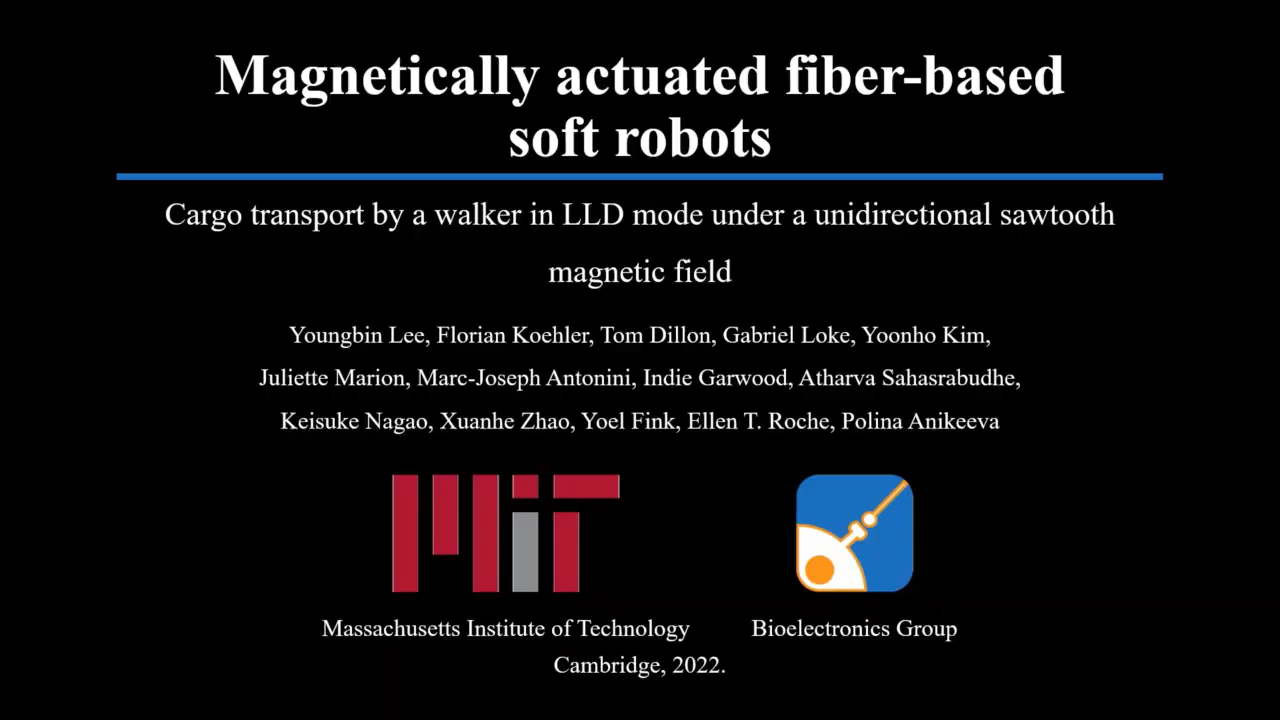 Magnetically actuated fiber-based
soft robots
Cargo transport by a walker in LLD mode under a unidirectional sawtooth
magnetic field
Youngbin Lee, Florian Koehler, Tom Dillon, Gabriel Loke, Yoonho Kim,
Juliette Marion, Marc-Joseph Antonini, Indie Garwood, Atharva Sahasrabudhe,
Keisuke Nagao, Xuanhe Zhao, Yoel Fink, Ellen T. Roche, Polina Anikeeva
MIT
Massachusetts Institute of Technology
Bioelectronics Group
Cambridge, 2022.